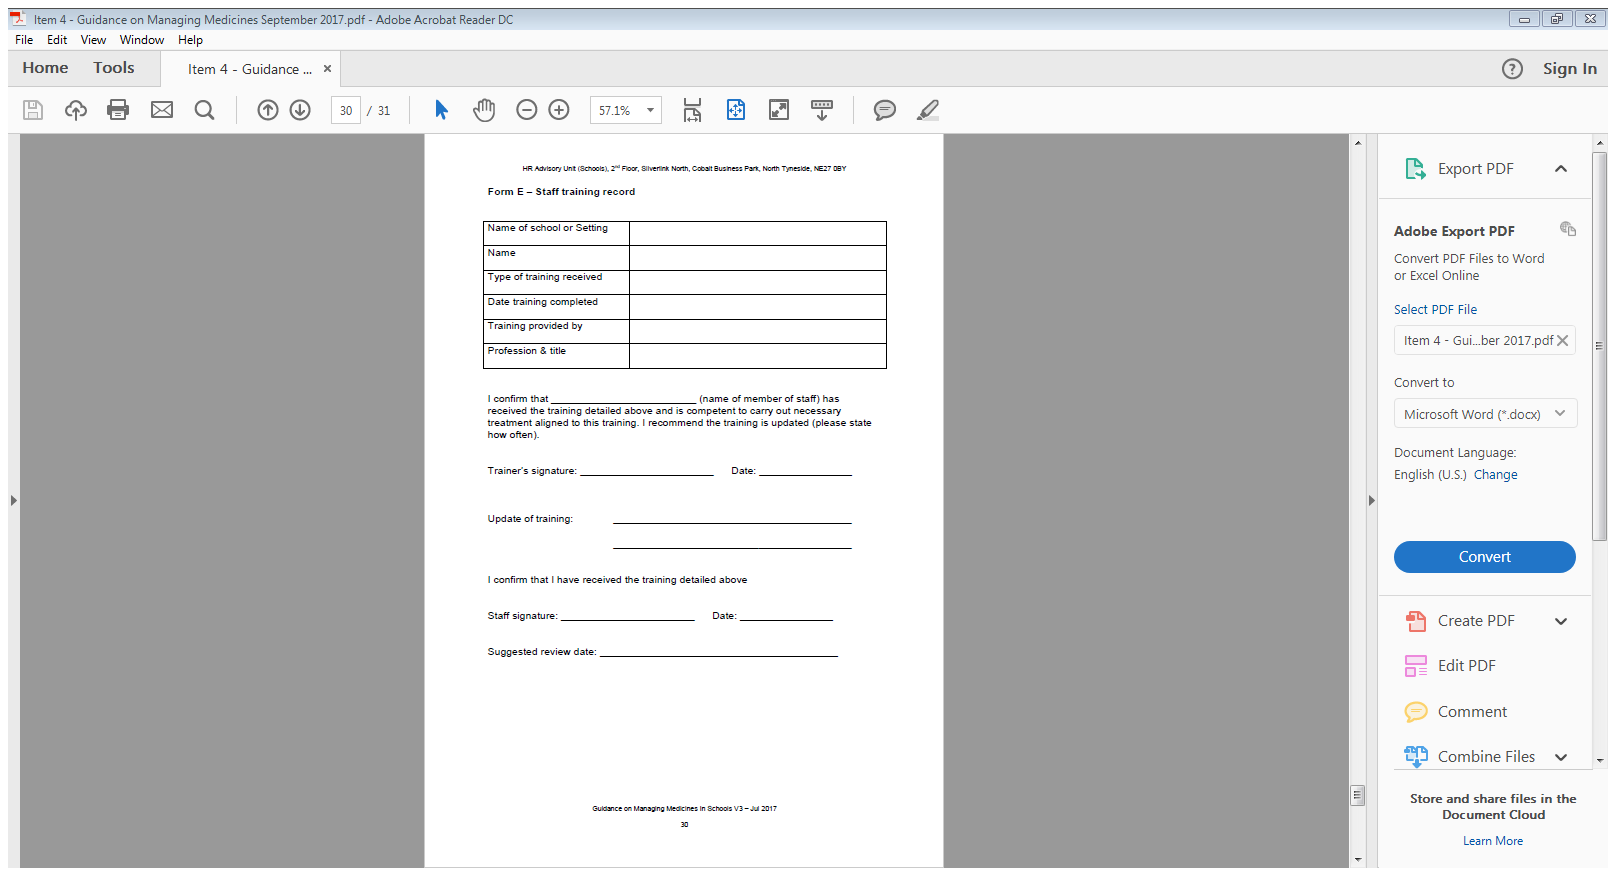 Item 4 - Guidance on Managing Medicines September 2017.pdf - Adobe Acrobat Reader DC
File Edit View Window Help
Home Tools Item 4 - Guidance ... × ? Sign In
30 / 31 57.1%
HR Advisory Unit (Schools), 2nd Floor, Silverlink North, Cobalt Business Park, North Tyneside, NE27 0BY
Form E – Staff training record
Name of school or Setting
Name
Type of training received
Date training completed
Training provided by
Profession & title
I confirm that __________________________ (name of member of staff) has
received the training detailed above and is competent to carry out necessary
treatment aligned to this training. I recommend the training is updated (please state
how often).
Trainer's signature: ________________________ Date: _________________
Update of training: ___________________________________________
___________________________________________
I confirm that I have received the training detailed above
Staff signature: ________________________ Date: _________________
Suggested review date: ___________________________________________
Guidance on Managing Medicines in Schools V3 – Jul 2017
30
Export PDF
Adobe Export PDF
Convert PDF Files to Word
or Excel Online
Select PDF File
Item 4 - Gui...ber 2017.pdf
Convert to
Microsoft Word (*.docx)
Document Language:
English (U.S.) Change
Convert
Create PDF
Edit PDF
Comment
Combine Files
Store and share files in the
Document Cloud
Learn More